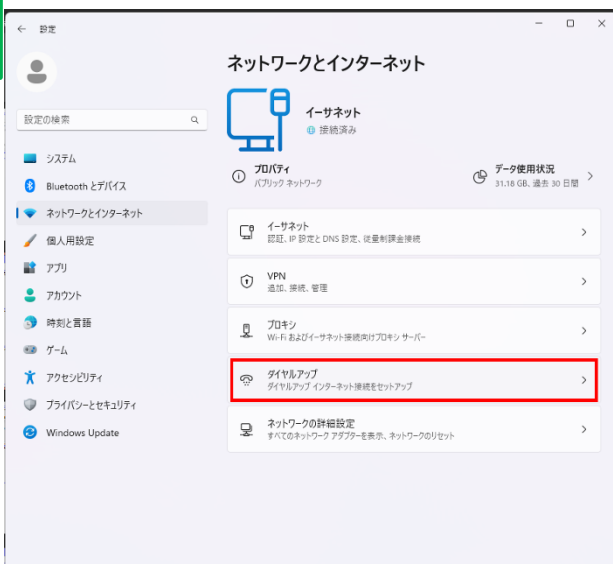 設定
ネットワークとインターネット
イーサネット
接続済み
設定の検索
プロパティ
パブリック ネットワーク
データ使用状況
31.18 GB、過去 30 日間
システム
Bluetooth とデバイス
ネットワークとインターネット
個人用設定
アプリ
アカウント
時刻と言語
ゲーム
アクセシビリティ
プライバシーとセキュリティ
Windows Update
イーサネット
認証、IP 設定と DNS 設定、従量制課金接続
VPN
追加、接続、管理
プロキシ
Wi-Fi およびイーサネット接続向けプロキシ サーバー
ダイヤルアップ
ダイヤルアップ インターネット接続をセットアップ
ネットワークの詳細設定
すべてのネットワーク アダプターを表示、ネットワークのリセット